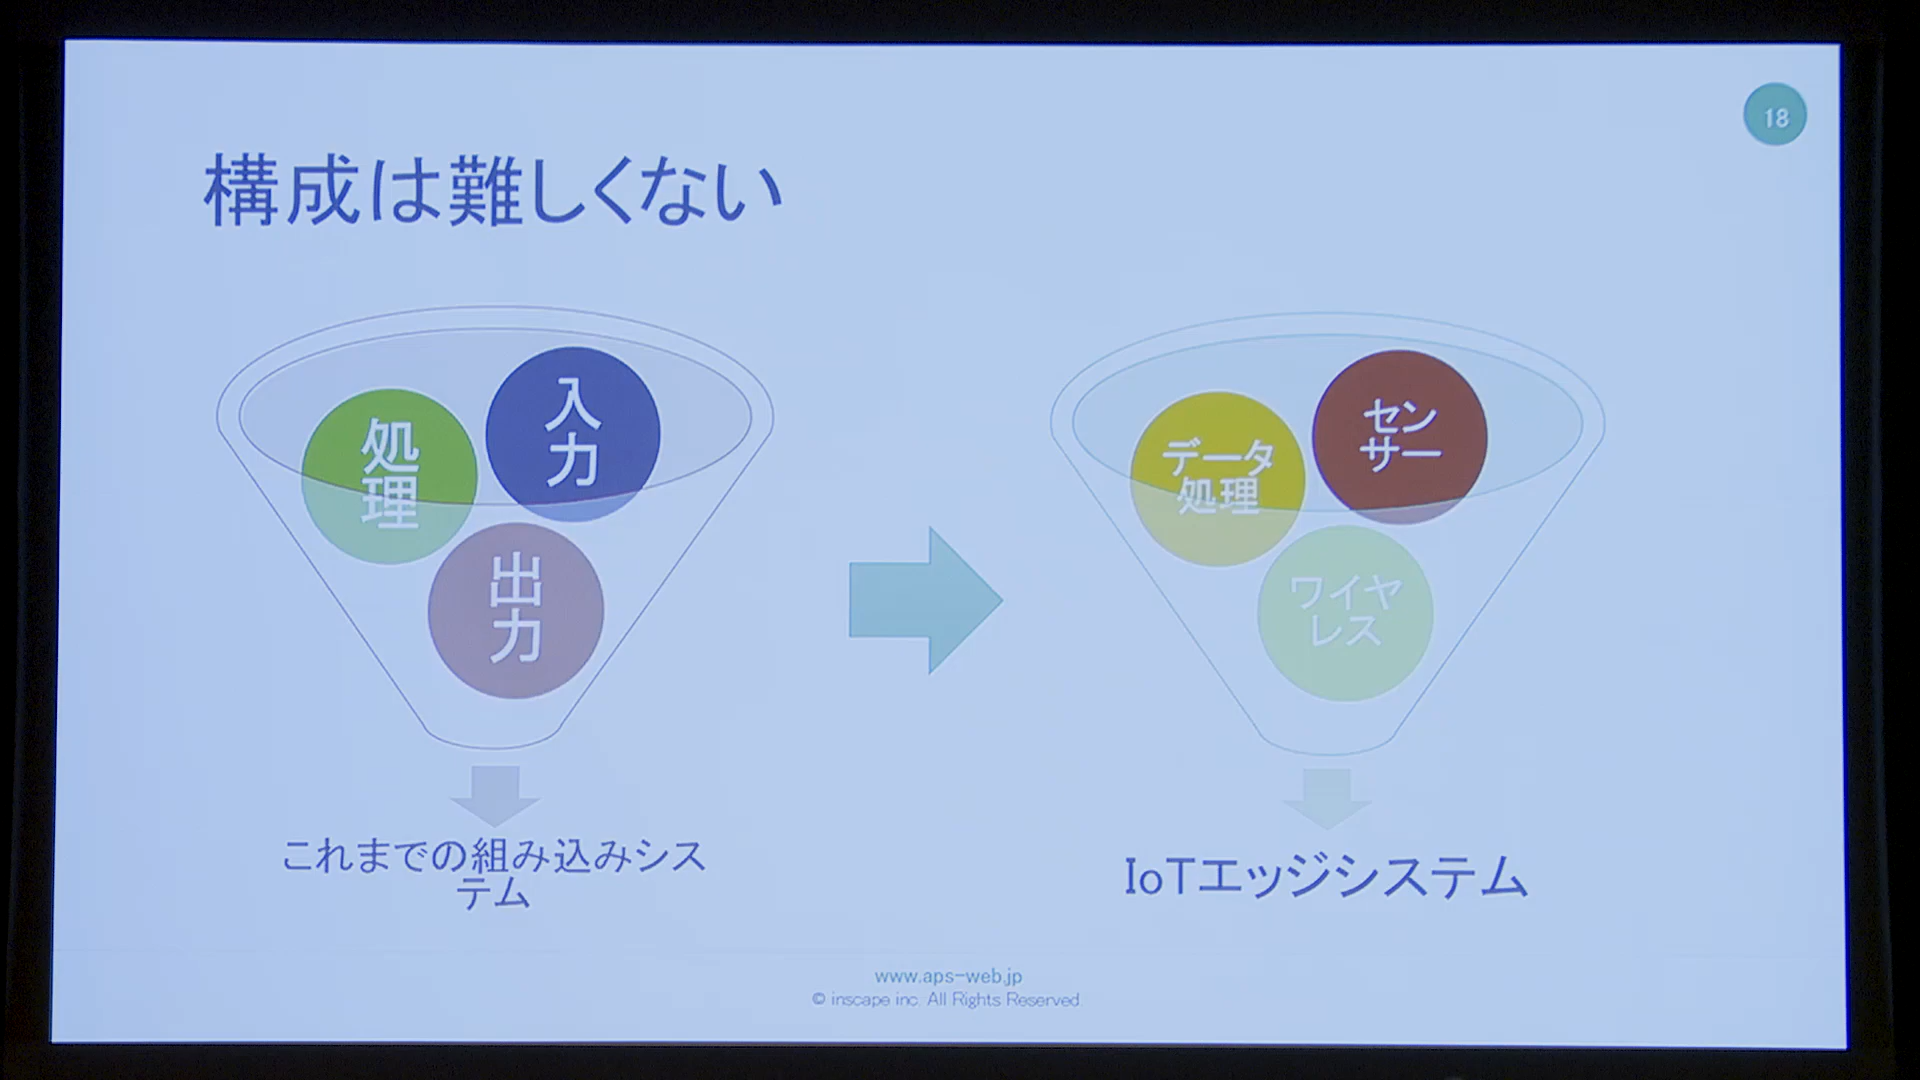 18
構成は難しくない
処
理
入
力
出
力
これまでの組み込みシス
テム
データ
処理
セン
サー
ワイヤ
レス
IoTエッジシステム
www.aps-web.jp
© inscape inc. All Rights Reserved.